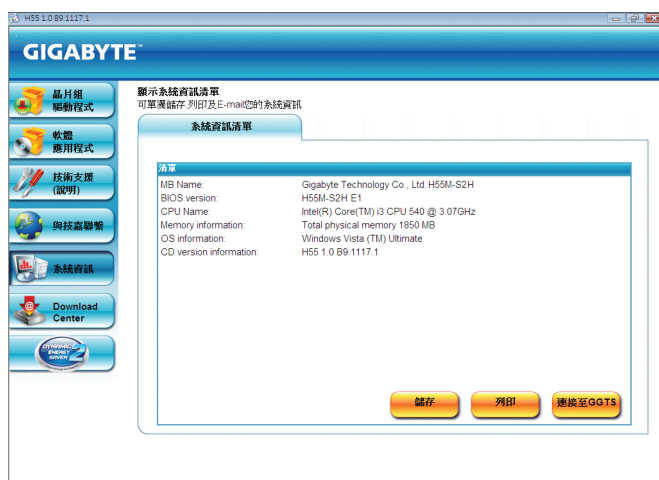 H55 1.0 B9.1117.1
GIGABYTE™
晶片組
驅動程式
軟體
應用程式
技術支援
(說明)
與技嘉聯繫
系統資訊
Download
Center
DYNAMIC
ENERGY
SAVER 2
顯示系統資訊清單
可單獨儲存,列印及E-mail您的系統資訊
系統資訊清單
清單
MB Name: Gigabyte Technology Co., Ltd. H55M-S2H
BIOS version: H55M-S2H E1
CPU Name: Intel(R) Core(TM) i3 CPU 540 @ 3.07GHz
Memory information: Total physical memory 1850 MB
OS information: Windows Vista (TM) Ultimate
CD version information: H55 1.0 B9.1117.1
儲存 列印 連接至GGTS